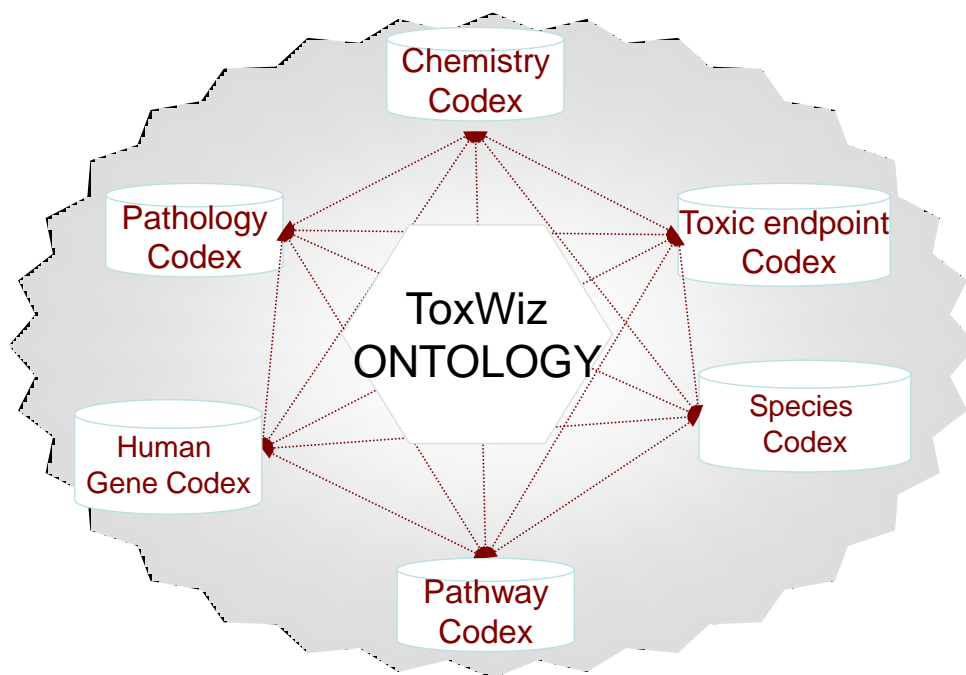 Chemistry
Codex
Pathology
Codex
Toxic endpoint
Codex
ToxWiz
ONTOLOGY
Species
Codex
Human
Gene Codex
Pathway
Codex